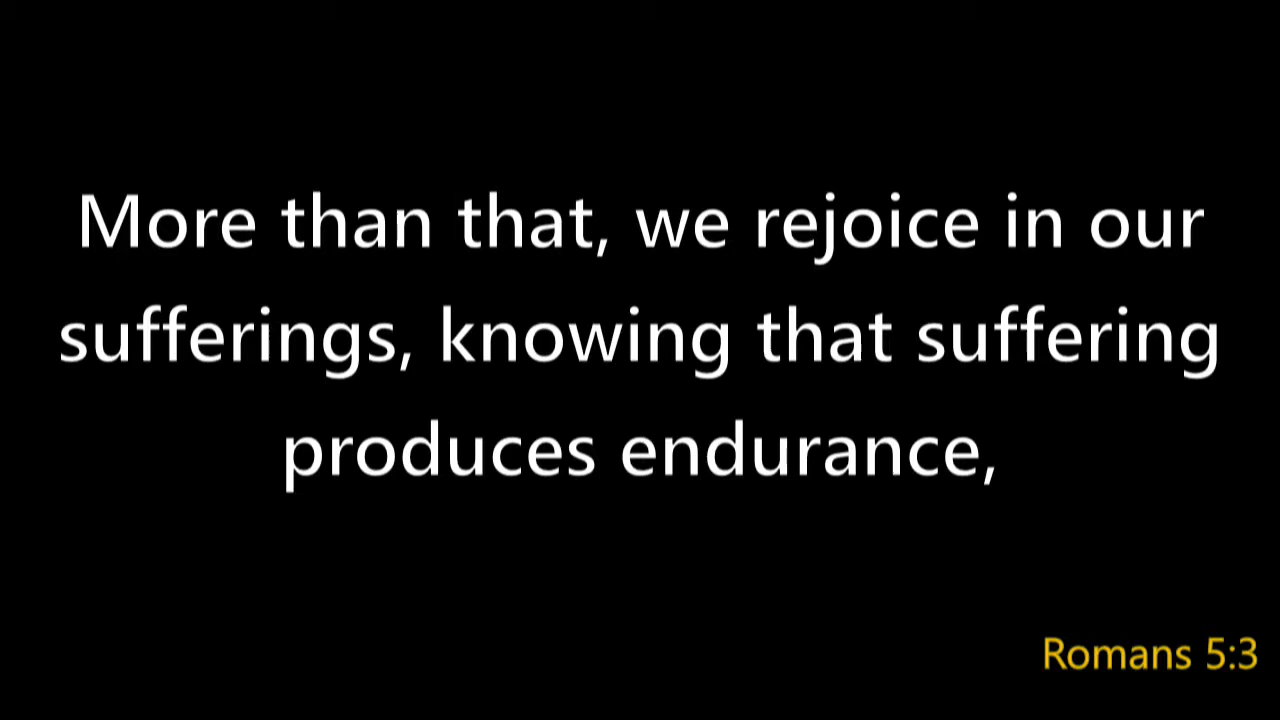 More than that, we rejoice in our
sufferings, knowing that suffering
produces endurance,
Romans 5:3